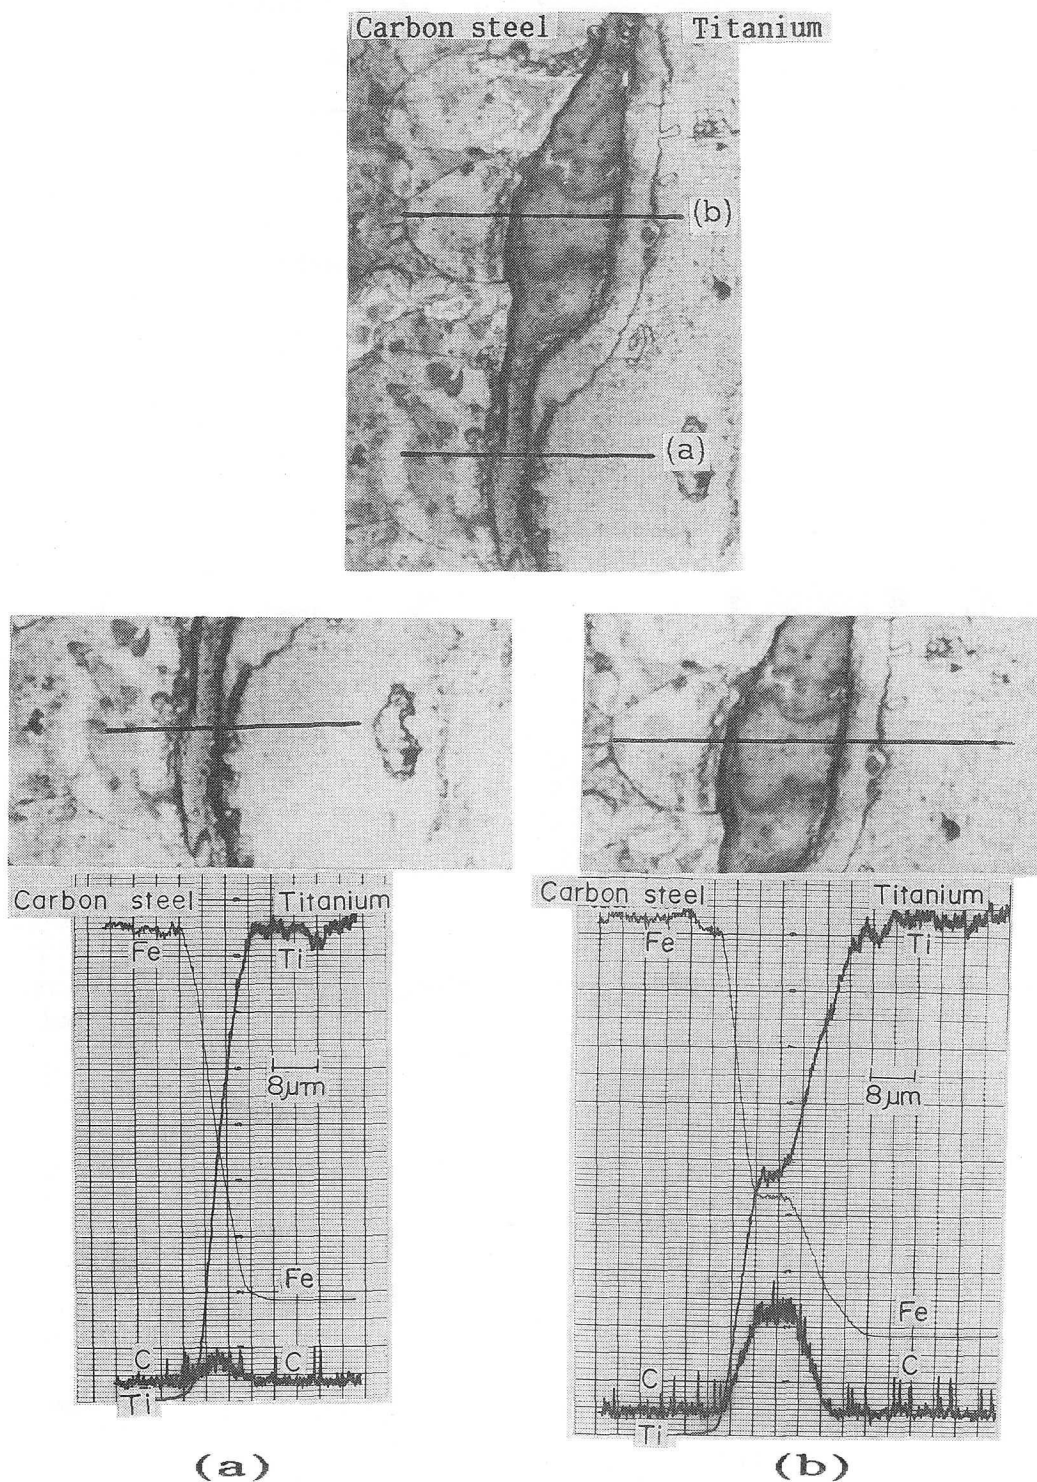 Carbon steel Titanium
(b)
(a)
Carbon steel Titanium
Fe Ti
8μm
Fe
C C
Ti
(a)
Carbon steel Titanium
Fe Ti
8μm
Fe
C C
Ti
(b)